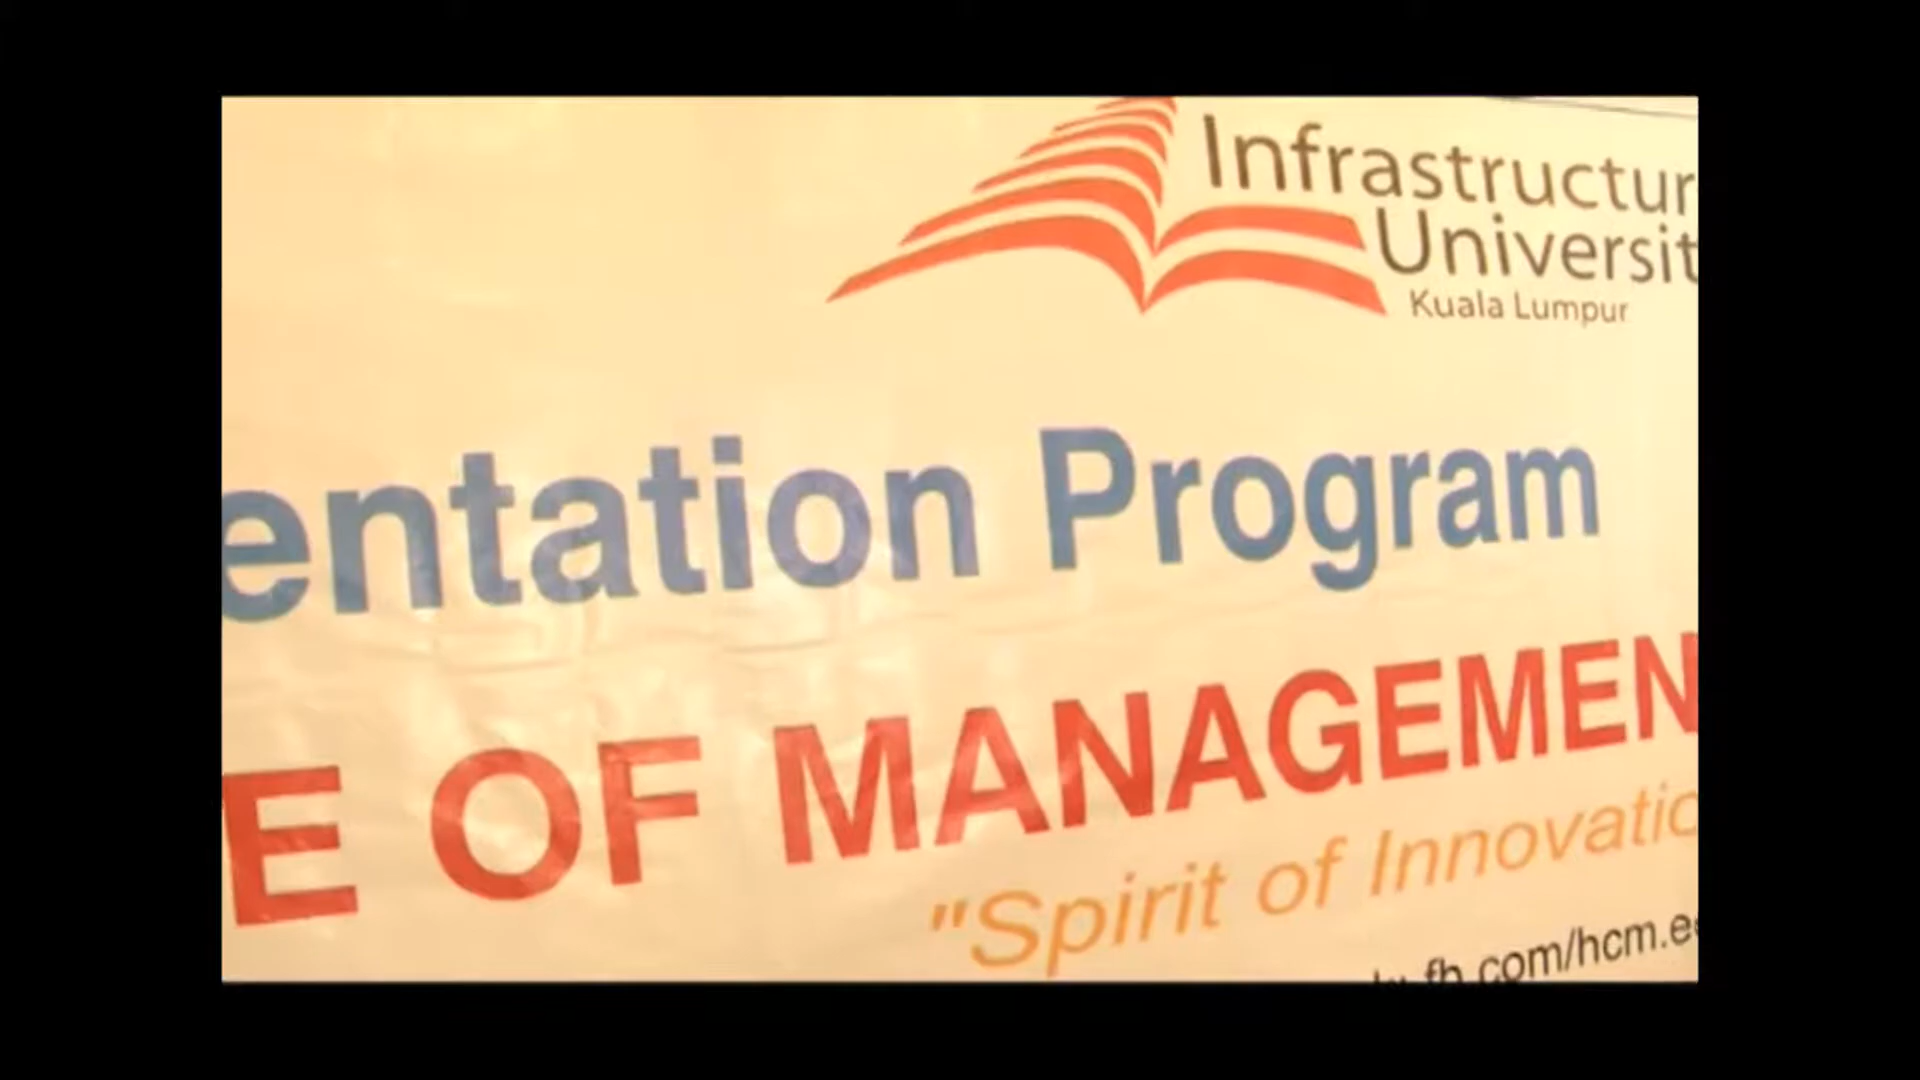 Infrastructur
Universit
Kuala Lumpur
entation Program
E OF MANAGEMEN
"Spirit of Innovatio
fb.com/hcm.e